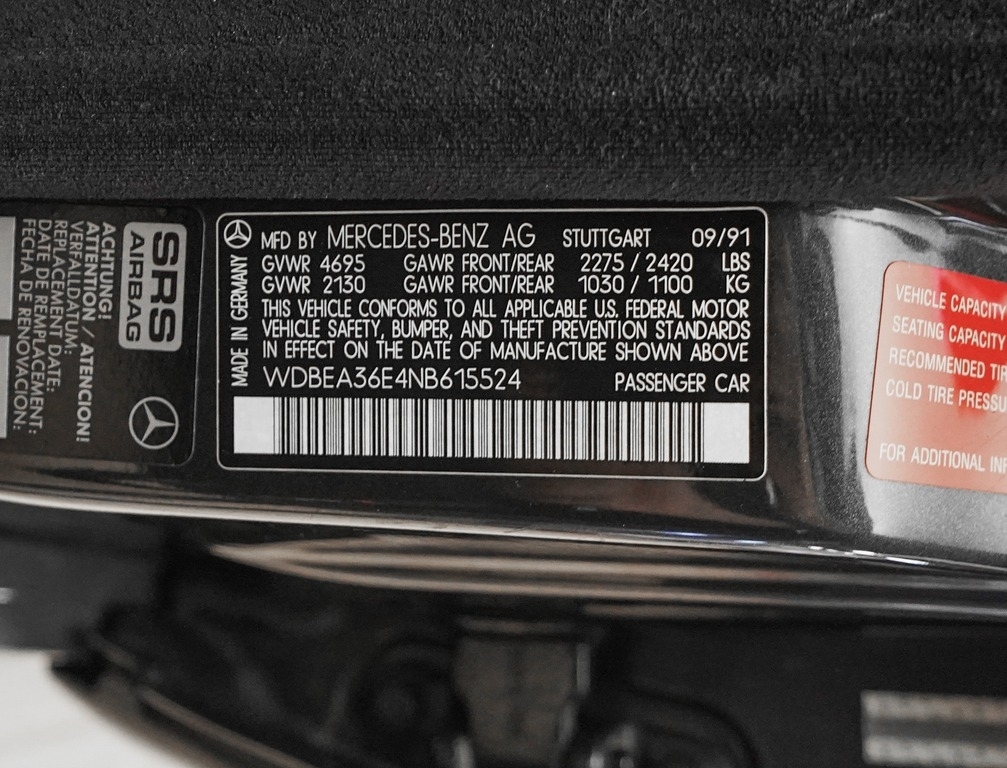 SRS
AIRBAG
ACHTUNG!
ATTENTION / ATENCION!
VERFALLDATUM:
REPLACEMENT DATE:
DATE DE REMPLACEMENT:
FECHA DE RENOVACIÓN:
MADE IN GERMANY
MFD BY MERCEDES-BENZ AG STUTTGART 09/91
GVWR 4695 GAWR FRONT/REAR 2275 / 2420 LBS
GVWR 2130 GAWR FRONT/REAR 1030 / 1100 KG
THIS VEHICLE CONFORMS TO ALL APPLICABLE U.S. FEDERAL MOTOR
VEHICLE SAFETY, BUMPER, AND THEFT PREVENTION STANDARDS
IN EFFECT ON THE DATE OF MANUFACTURE SHOWN ABOVE
WDBEA36E4NB615524 PASSENGER CAR
VEHICLE CAPACITY
SEATING CAPACITY
RECOMMENDED TIR
COLD TIRE PRESSU
FOR ADDITIONAL INF